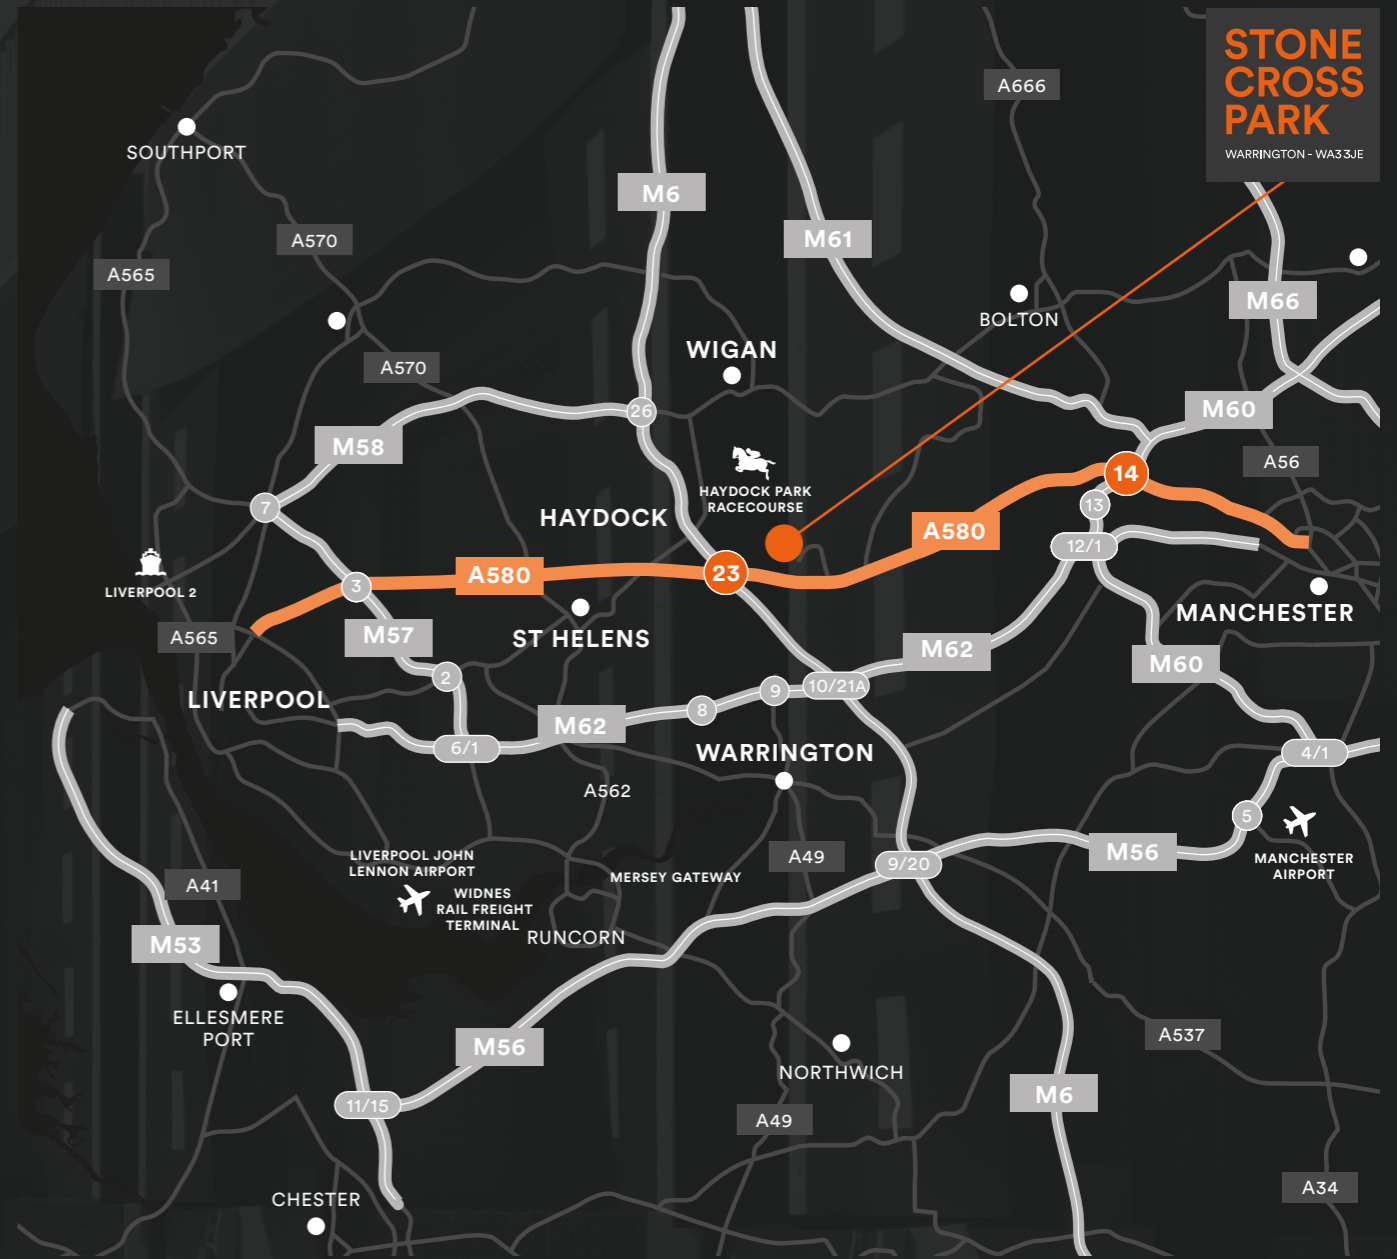 STONE
CROSS
PARK
WARRINGTON - WA3 3JE
A666
SOUTHPORT
M6
A570
M61
A565
M66
BOLTON
WIGAN
A570
M60
26
M58
A56
14
HAYDOCK PARK
RACECOURSE
7
13
HAYDOCK
A580
12/1
A580
23
3
LIVERPOOL 2
MANCHESTER
A565
M57
ST HELENS
M62
M60
2
10/21A
9
LIVERPOOL
8
M62
6/1
WARRINGTON
4/1
A562
5
LIVERPOOL JOHN
LENNON AIRPORT
A49
M56
MANCHESTER
AIRPORT
9/20
MERSEY GATEWAY
A41
WIDNES
RAIL FREIGHT
TERMINAL
RUNCORN
M53
ELLESMERE
PORT
A537
M56
NORTHWICH
M6
11/15
A49
A34
CHESTER